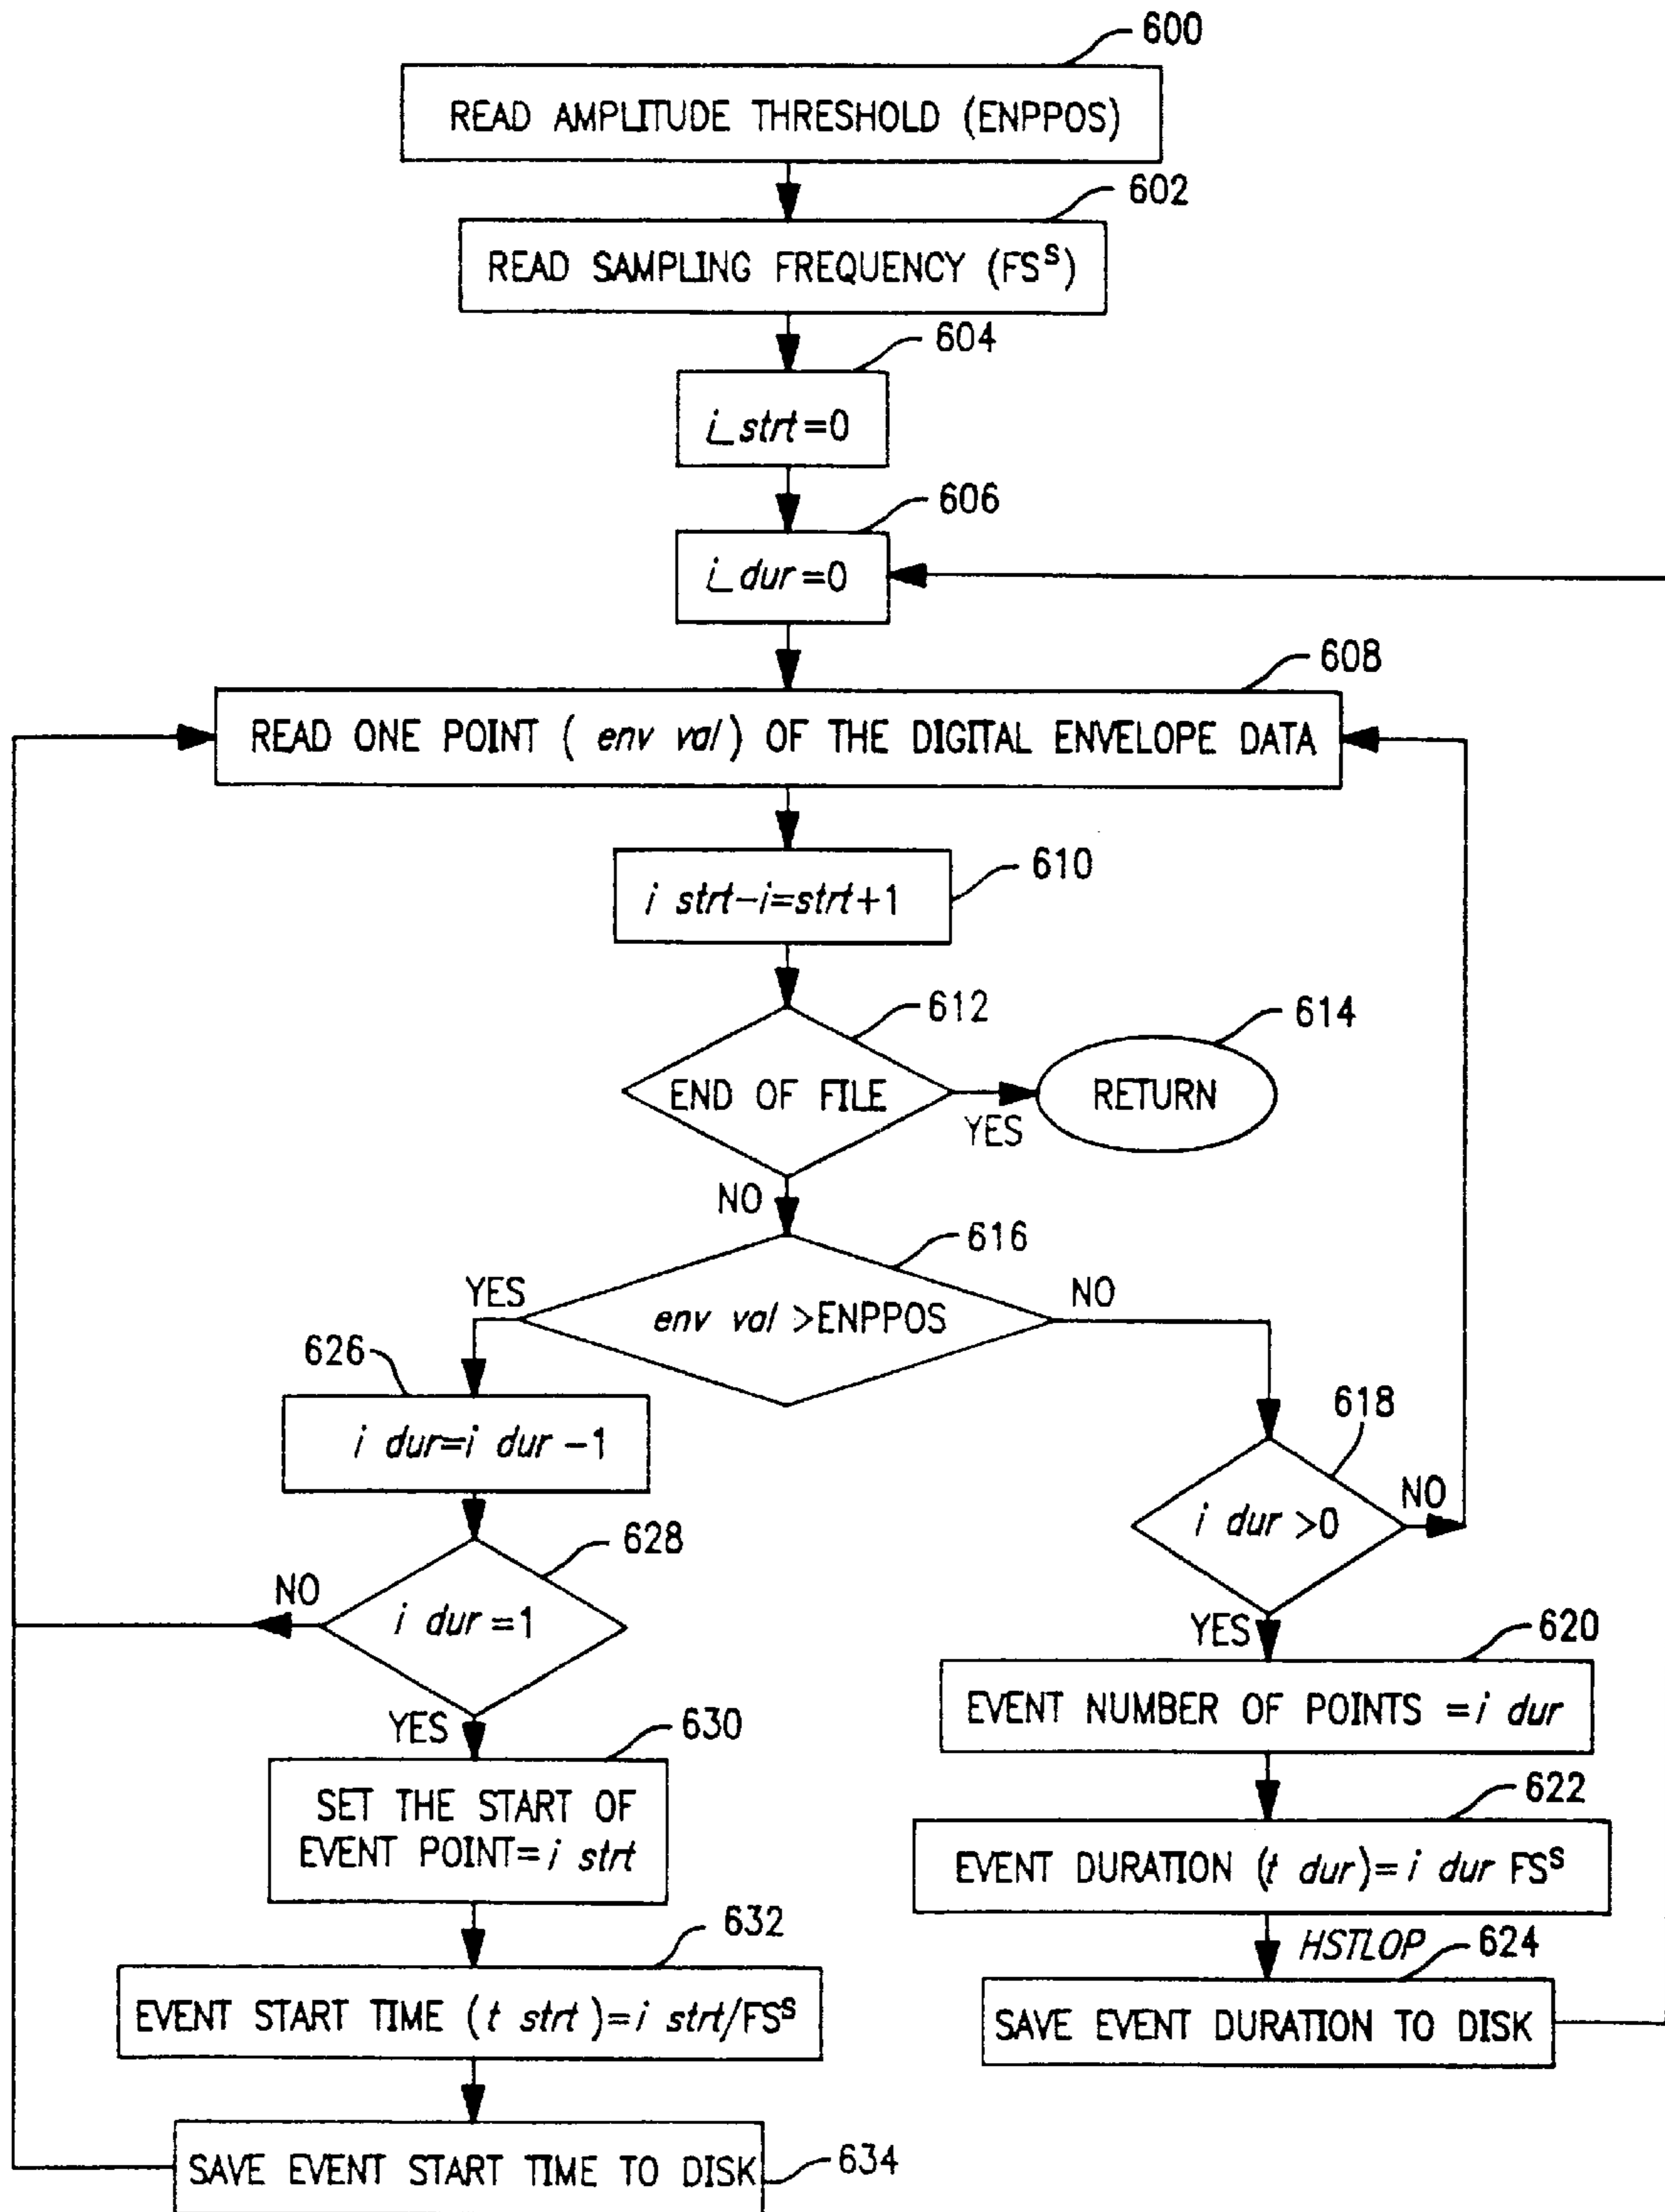 600
READ AMPLITUDE THRESHOLD (ENPPOS)
602
READ SAMPLING FREQUENCY (FSˢ)
604
i_strt=0
606
i_dur=0
608
READ ONE POINT ( env val ) OF THE DIGITAL ENVELOPE DATA
610
i strt-i=strt+1
612
END OF FILE
614
RETURN
YES
NO
616
env val >ENPPOS
YES
NO
626
i dur=i dur -1
618
i dur >0
NO
YES
628
i dur =1
NO
YES
620
EVENT NUMBER OF POINTS =i dur
630
SET THE START OF
EVENT POINT= i strt
622
EVENT DURATION (t dur)= i dur FSˢ
632
EVENT START TIME (t strt )= i strt/FSˢ
HSTLOP
624
SAVE EVENT DURATION TO DISK
SAVE EVENT START TIME TO DISK
634